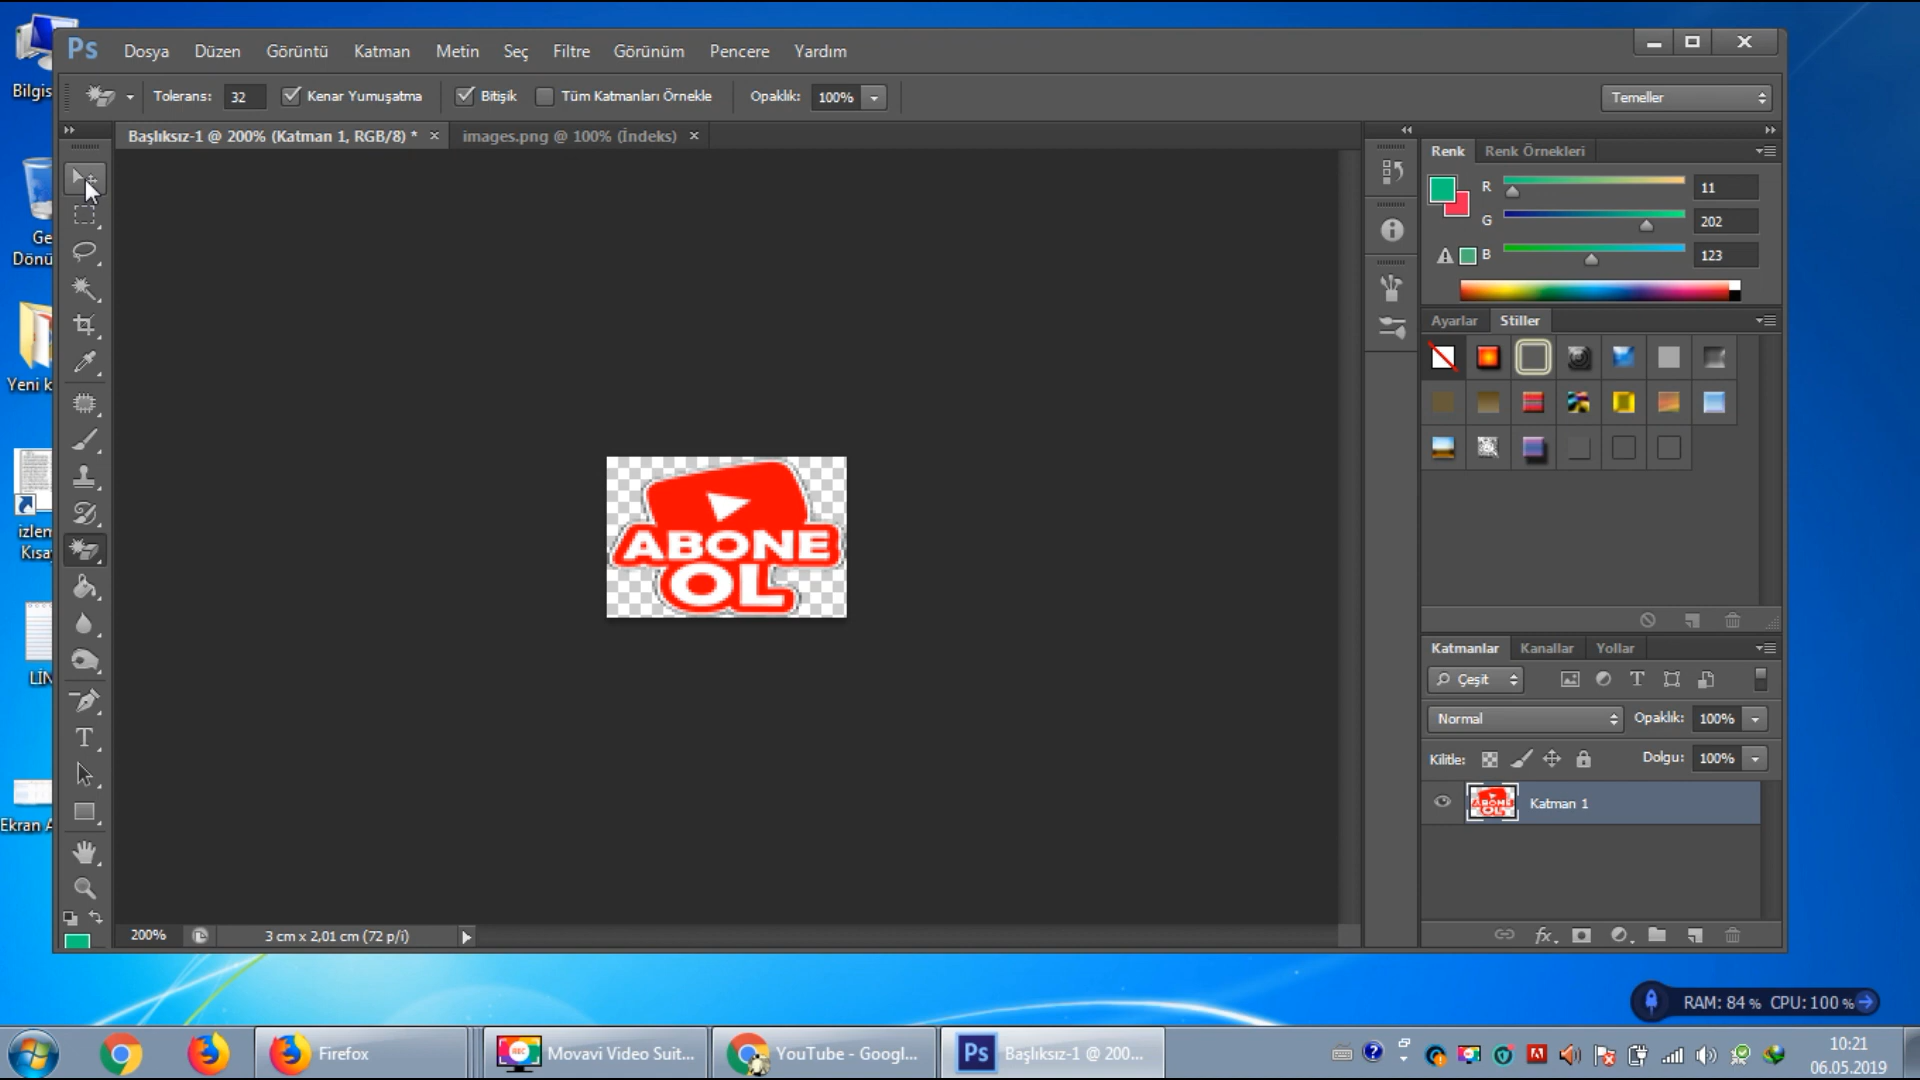 Bilgis
Ps Dosya Düzen Görüntü Katman Metin Seç Filtre Görünüm Pencere Yardım
Tolerans: 32 Kenar Yumuşatma Bitişik Tüm Katmanları Örnekle Opaklık: 100% Temeller
Başlıksız-1 @ 200% (Katman 1, RGB/8) * × images.png @ 100% (İndeks) ×
Renk Renk Örnekleri
R 11
G 202
B 123
Ge
Dönü
Ayarlar Stiller
Yeni k
ABONE
OL
izlem
Kısa
LİN
Katmanlar Kanallar Yollar
Çeşit
Normal Opaklık: 100%
Kilitle: Dolgu: 100%
Katman 1
Ekran A
200% 3 cm x 2,01 cm (72 p/i)
RAM: 84 % CPU: 100 %
Firefox Movavi Video Suit... YouTube - Googl... Ps Başlıksız-1 @ 200...
10:21
06.05.2019